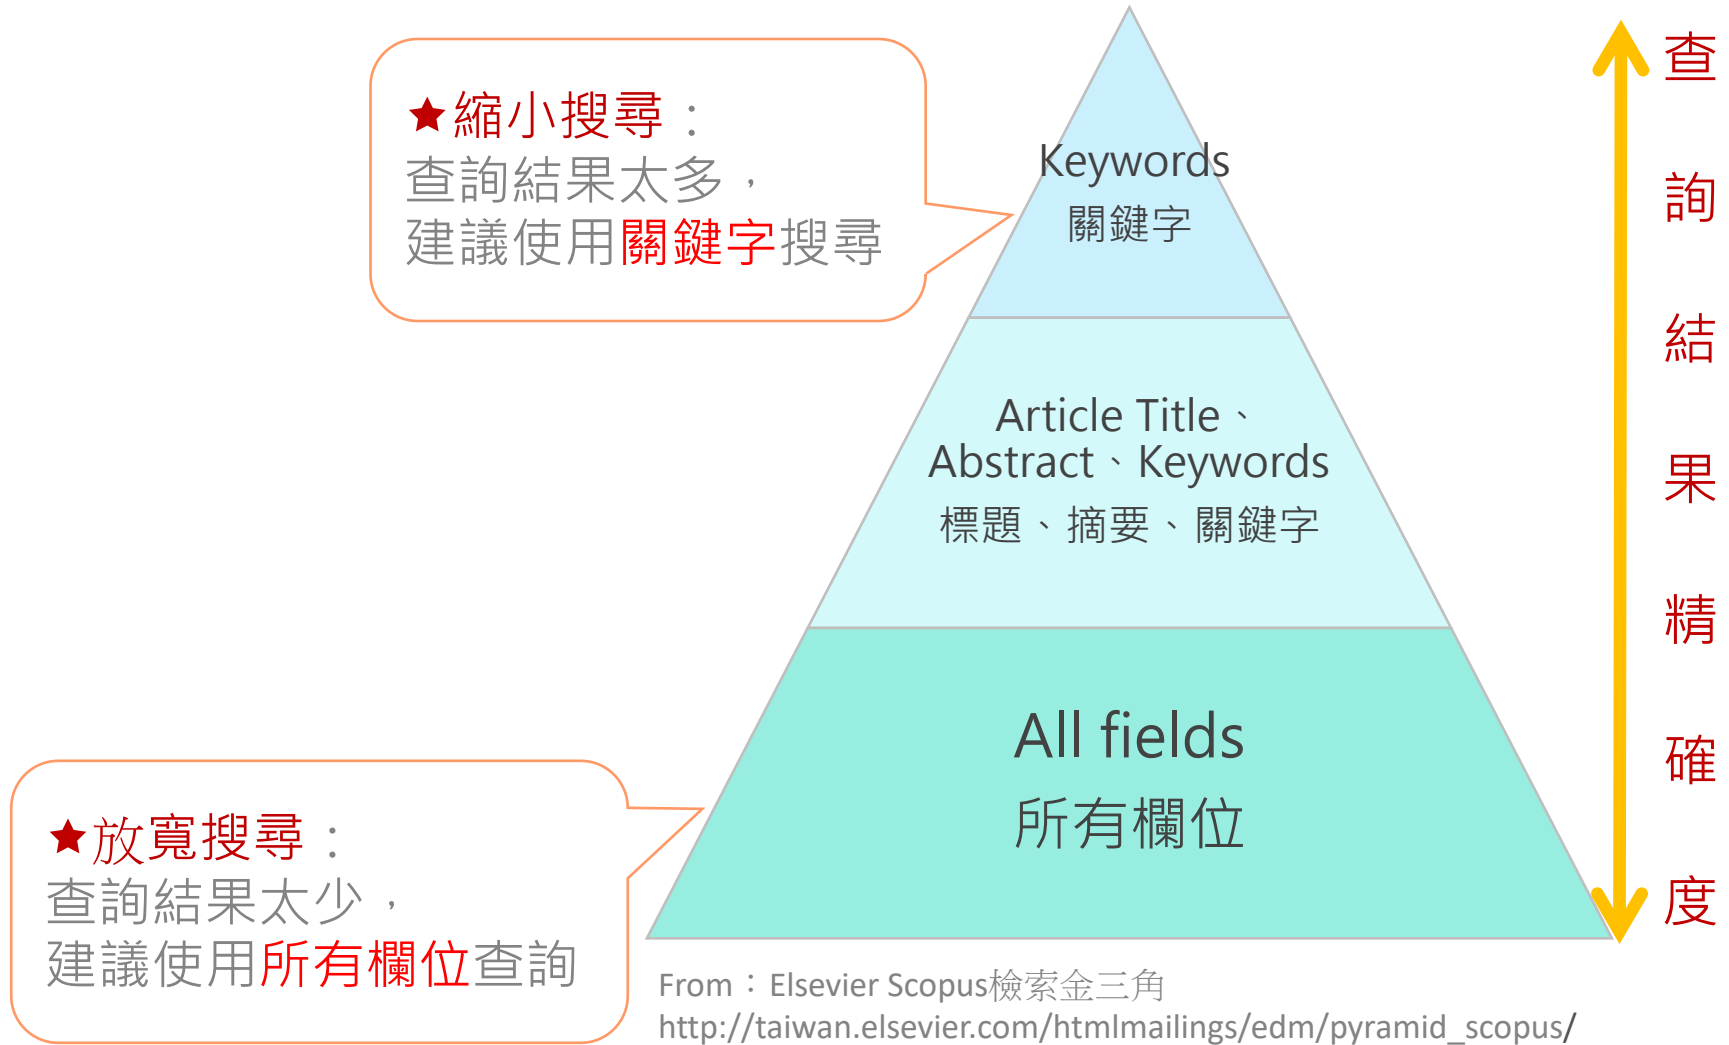 ★縮小搜尋：
查詢結果太多，
建議使用關鍵字搜尋
Keywords
關鍵字
Article Title、
Abstract、Keywords
標題、摘要、關鍵字
All fields
所有欄位
★放寬搜尋：
查詢結果太少，
建議使用所有欄位查詢
查詢結果精確度
From：Elsevier Scopus檢索金三角
http://taiwan.elsevier.com/htmlmailings/edm/pyramid_scopus/